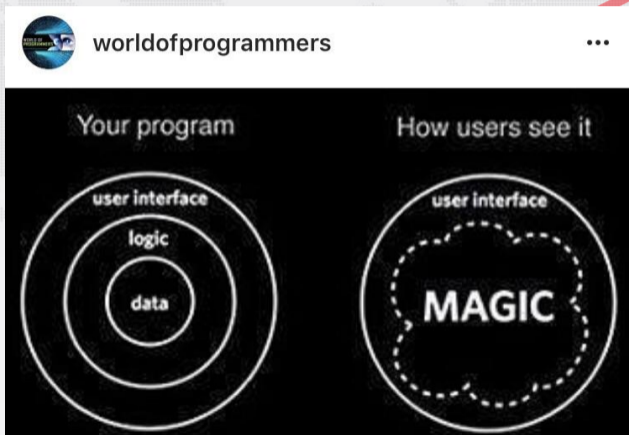 worldofprogrammers
Your program
How users see it
user interface
logic
data
user interface
MAGIC